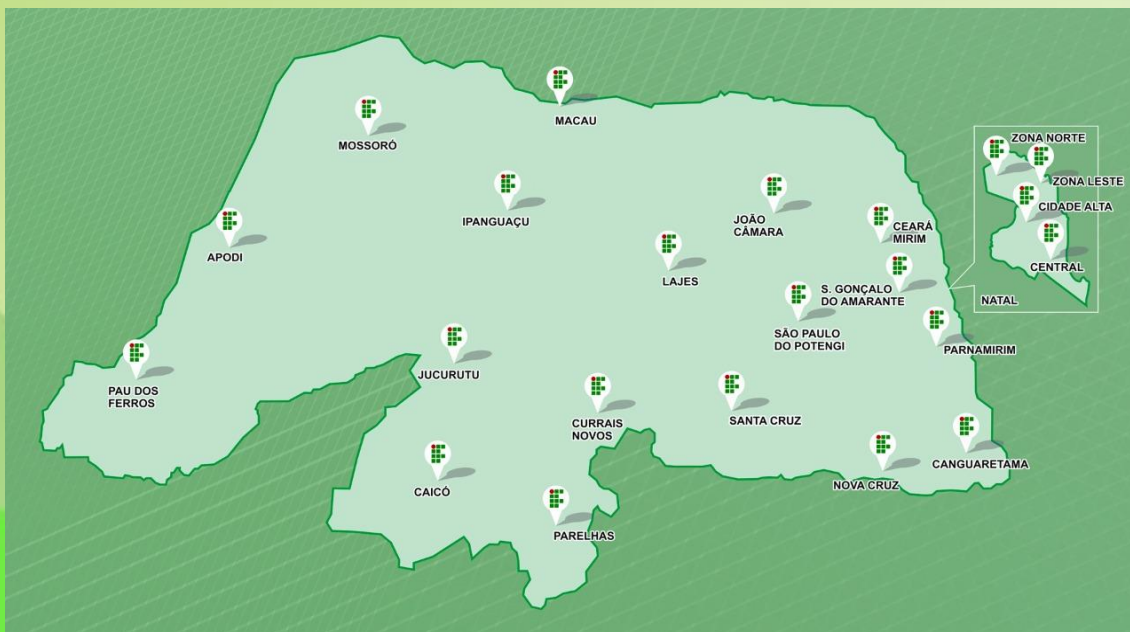 MACAU
MOSSORÓ
ZONA NORTE
ZONA LESTE
CIDADE ALTA
CENTRAL
NATAL
IPANGUAÇU
JOÃO
CÂMARA
CEARÁ
MIRIM
APODI
LAJES
S. GONÇALO
DO AMARANTE
SÃO PAULO
DO POTENGI
PARNAMIRIM
JUCURUTU
PAU DOS
FERROS
CURRAIS
NOVOS
SANTA CRUZ
CANGUARETAMA
NOVA CRUZ
CAICÓ
PARELHAS